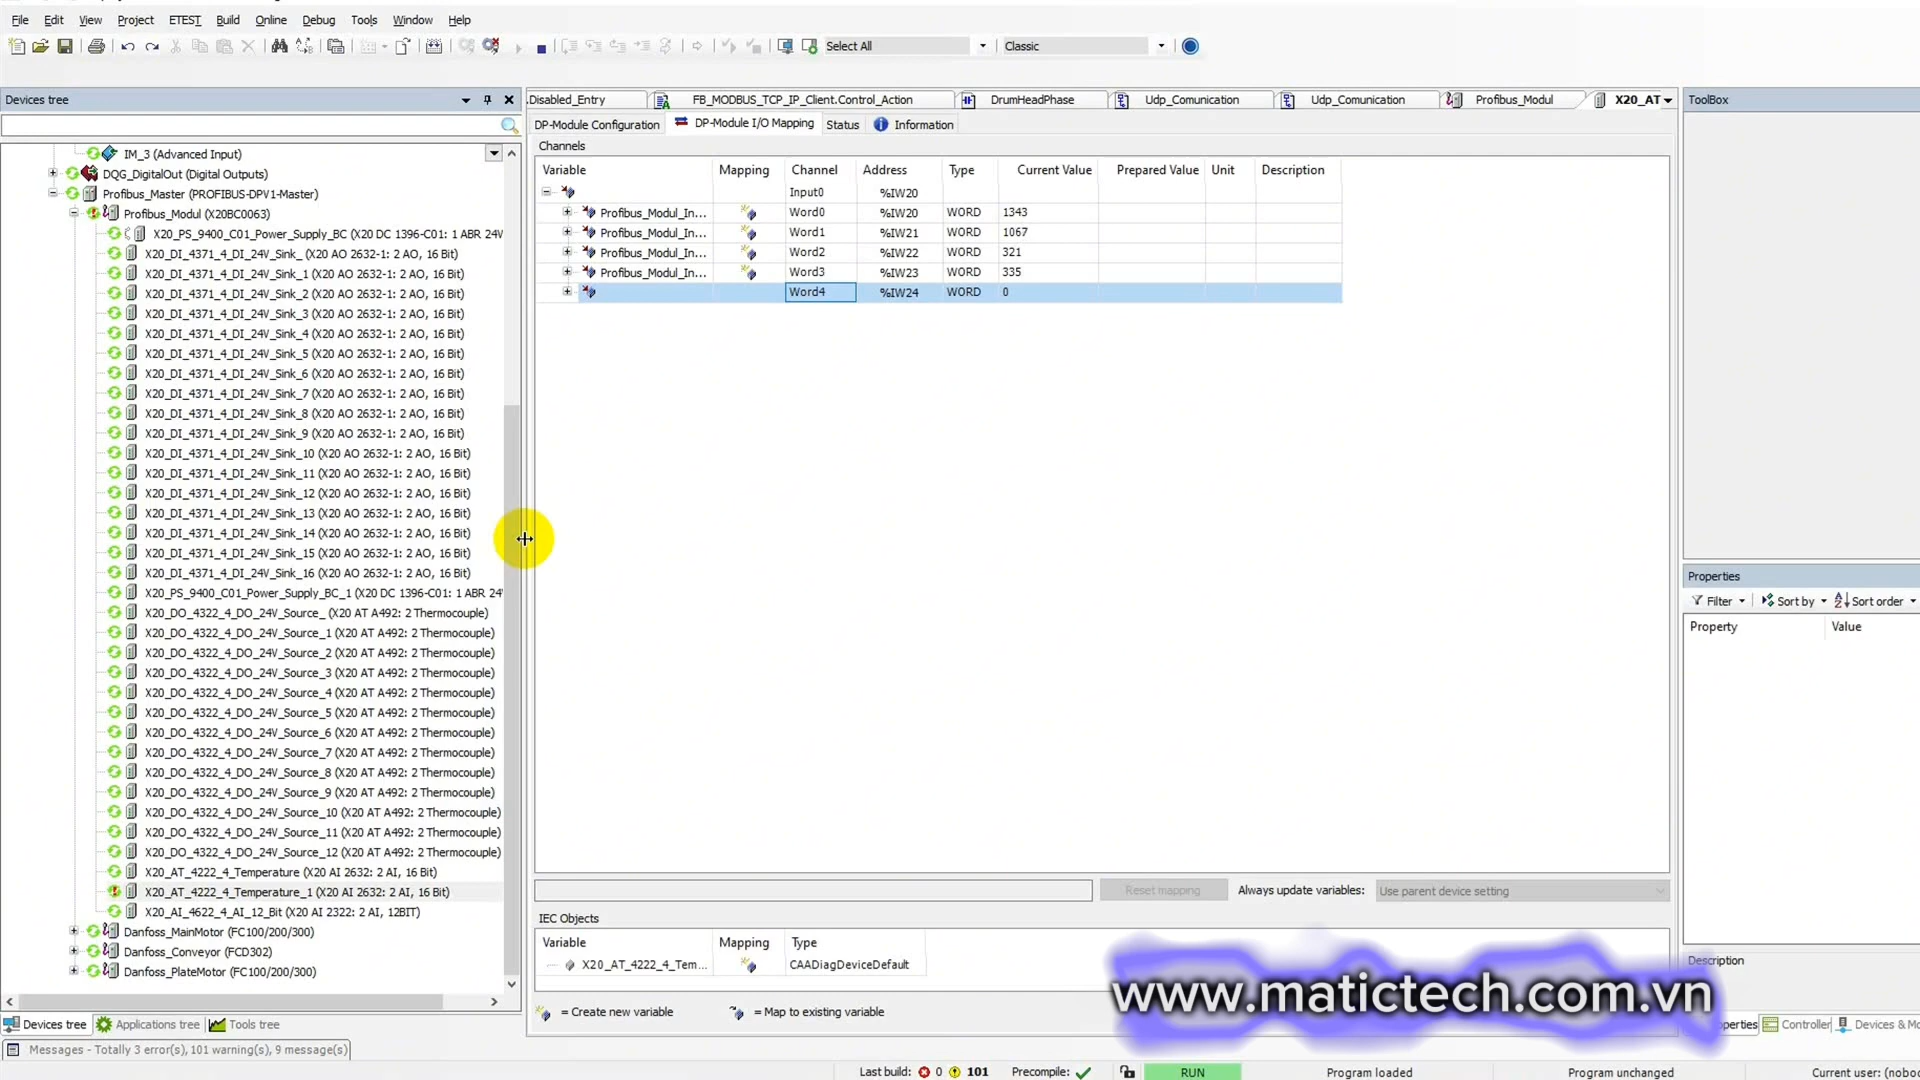 File Edit View Project ETEST Build Online Debug Tools Window Help
Select All
Classic
Devices tree
IM_3 (Advanced Input)
DQG_DigitalOut (Digital Outputs)
Profibus_Master (PROFIBUS-DPV1-Master)
Profibus_Modul (X20BC0063)
X20_PS_9400_C01_Power_Supply_BC (X20 DC 1396-C01: 1 ABR 24V
X20_DI_4371_4_DI_24V_Sink_ (X20 AO 2632-1: 2 AO, 16 Bit)
X20_DI_4371_4_DI_24V_Sink_1 (X20 AO 2632-1: 2 AO, 16 Bit)
X20_DI_4371_4_DI_24V_Sink_2 (X20 AO 2632-1: 2 AO, 16 Bit)
X20_DI_4371_4_DI_24V_Sink_3 (X20 AO 2632-1: 2 AO, 16 Bit)
X20_DI_4371_4_DI_24V_Sink_4 (X20 AO 2632-1: 2 AO, 16 Bit)
X20_DI_4371_4_DI_24V_Sink_5 (X20 AO 2632-1: 2 AO, 16 Bit)
X20_DI_4371_4_DI_24V_Sink_6 (X20 AO 2632-1: 2 AO, 16 Bit)
X20_DI_4371_4_DI_24V_Sink_7 (X20 AO 2632-1: 2 AO, 16 Bit)
X20_DI_4371_4_DI_24V_Sink_8 (X20 AO 2632-1: 2 AO, 16 Bit)
X20_DI_4371_4_DI_24V_Sink_9 (X20 AO 2632-1: 2 AO, 16 Bit)
X20_DI_4371_4_DI_24V_Sink_10 (X20 AO 2632-1: 2 AO, 16 Bit)
X20_DI_4371_4_DI_24V_Sink_11 (X20 AO 2632-1: 2 AO, 16 Bit)
X20_DI_4371_4_DI_24V_Sink_12 (X20 AO 2632-1: 2 AO, 16 Bit)
X20_DI_4371_4_DI_24V_Sink_13 (X20 AO 2632-1: 2 AO, 16 Bit)
X20_DI_4371_4_DI_24V_Sink_14 (X20 AO 2632-1: 2 AO, 16 Bit)
X20_DI_4371_4_DI_24V_Sink_15 (X20 AO 2632-1: 2 AO, 16 Bit)
X20_DI_4371_4_DI_24V_Sink_16 (X20 AO 2632-1: 2 AO, 16 Bit)
X20_PS_9400_C01_Power_Supply_BC_1 (X20 DC 1396-C01: 1 ABR 24
X20_DO_4322_4_DO_24V_Source_ (X20 AT A492: 2 Thermocouple)
X20_DO_4322_4_DO_24V_Source_1 (X20 AT A492: 2 Thermocouple)
X20_DO_4322_4_DO_24V_Source_2 (X20 AT A492: 2 Thermocouple)
X20_DO_4322_4_DO_24V_Source_3 (X20 AT A492: 2 Thermocouple)
X20_DO_4322_4_DO_24V_Source_4 (X20 AT A492: 2 Thermocouple)
X20_DO_4322_4_DO_24V_Source_5 (X20 AT A492: 2 Thermocouple)
X20_DO_4322_4_DO_24V_Source_6 (X20 AT A492: 2 Thermocouple)
X20_DO_4322_4_DO_24V_Source_7 (X20 AT A492: 2 Thermocouple)
X20_DO_4322_4_DO_24V_Source_8 (X20 AT A492: 2 Thermocouple)
X20_DO_4322_4_DO_24V_Source_9 (X20 AT A492: 2 Thermocouple)
X20_DO_4322_4_DO_24V_Source_10 (X20 AT A492: 2 Thermocouple)
X20_DO_4322_4_DO_24V_Source_11 (X20 AT A492: 2 Thermocouple)
X20_DO_4322_4_DO_24V_Source_12 (X20 AT A492: 2 Thermocouple)
X20_AT_4222_4_Temperature (X20 AI 2632: 2 AI, 16 Bit)
X20_AT_4222_4_Temperature_1 (X20 AI 2632: 2 AI, 16 Bit)
X20_AI_4622_4_AI_12_Bit (X20 AI 2322: 2 AI, 12BIT)
Danfoss_MainMotor (FC100/200/300)
Danfoss_Conveyor (FCD302)
Danfoss_PlateMotor (FC100/200/300)
Devices tree Applications tree Tools tree
Messages - Totally 3 error(s), 101 warning(s), 9 message(s)
.Disabled_Entry FB_MODBUS_TCP_IP_Client.Control_Action DrumHeadPhase Udp_Comunication Udp_Comunication Profibus_Modul X20_AT
DP-Module Configuration DP-Module I/O Mapping Status Information
Channels
Variable Mapping Channel Address Type Current Value Prepared Value Unit Description
Input0 %IW20
Profibus_Modul_In... Word0 %IW20 WORD 1343
Profibus_Modul_In... Word1 %IW21 WORD 1067
Profibus_Modul_In... Word2 %IW22 WORD 321
Profibus_Modul_In... Word3 %IW23 WORD 335
Word4 %IW24 WORD 0
Reset mapping Always update variables: Use parent device setting
IEC Objects
Variable Mapping Type
X20_AT_4222_4_Tem... CAADiagDeviceDefault
= Create new variable = Map to existing variable
ToolBox
Properties
Filter Sort by Sort order
Property Value
Description
www.matictech.com.vn
operties Controller Devices & Mo
Last build: 0 101 Precompile: RUN Program loaded Program unchanged Current user: (nobo